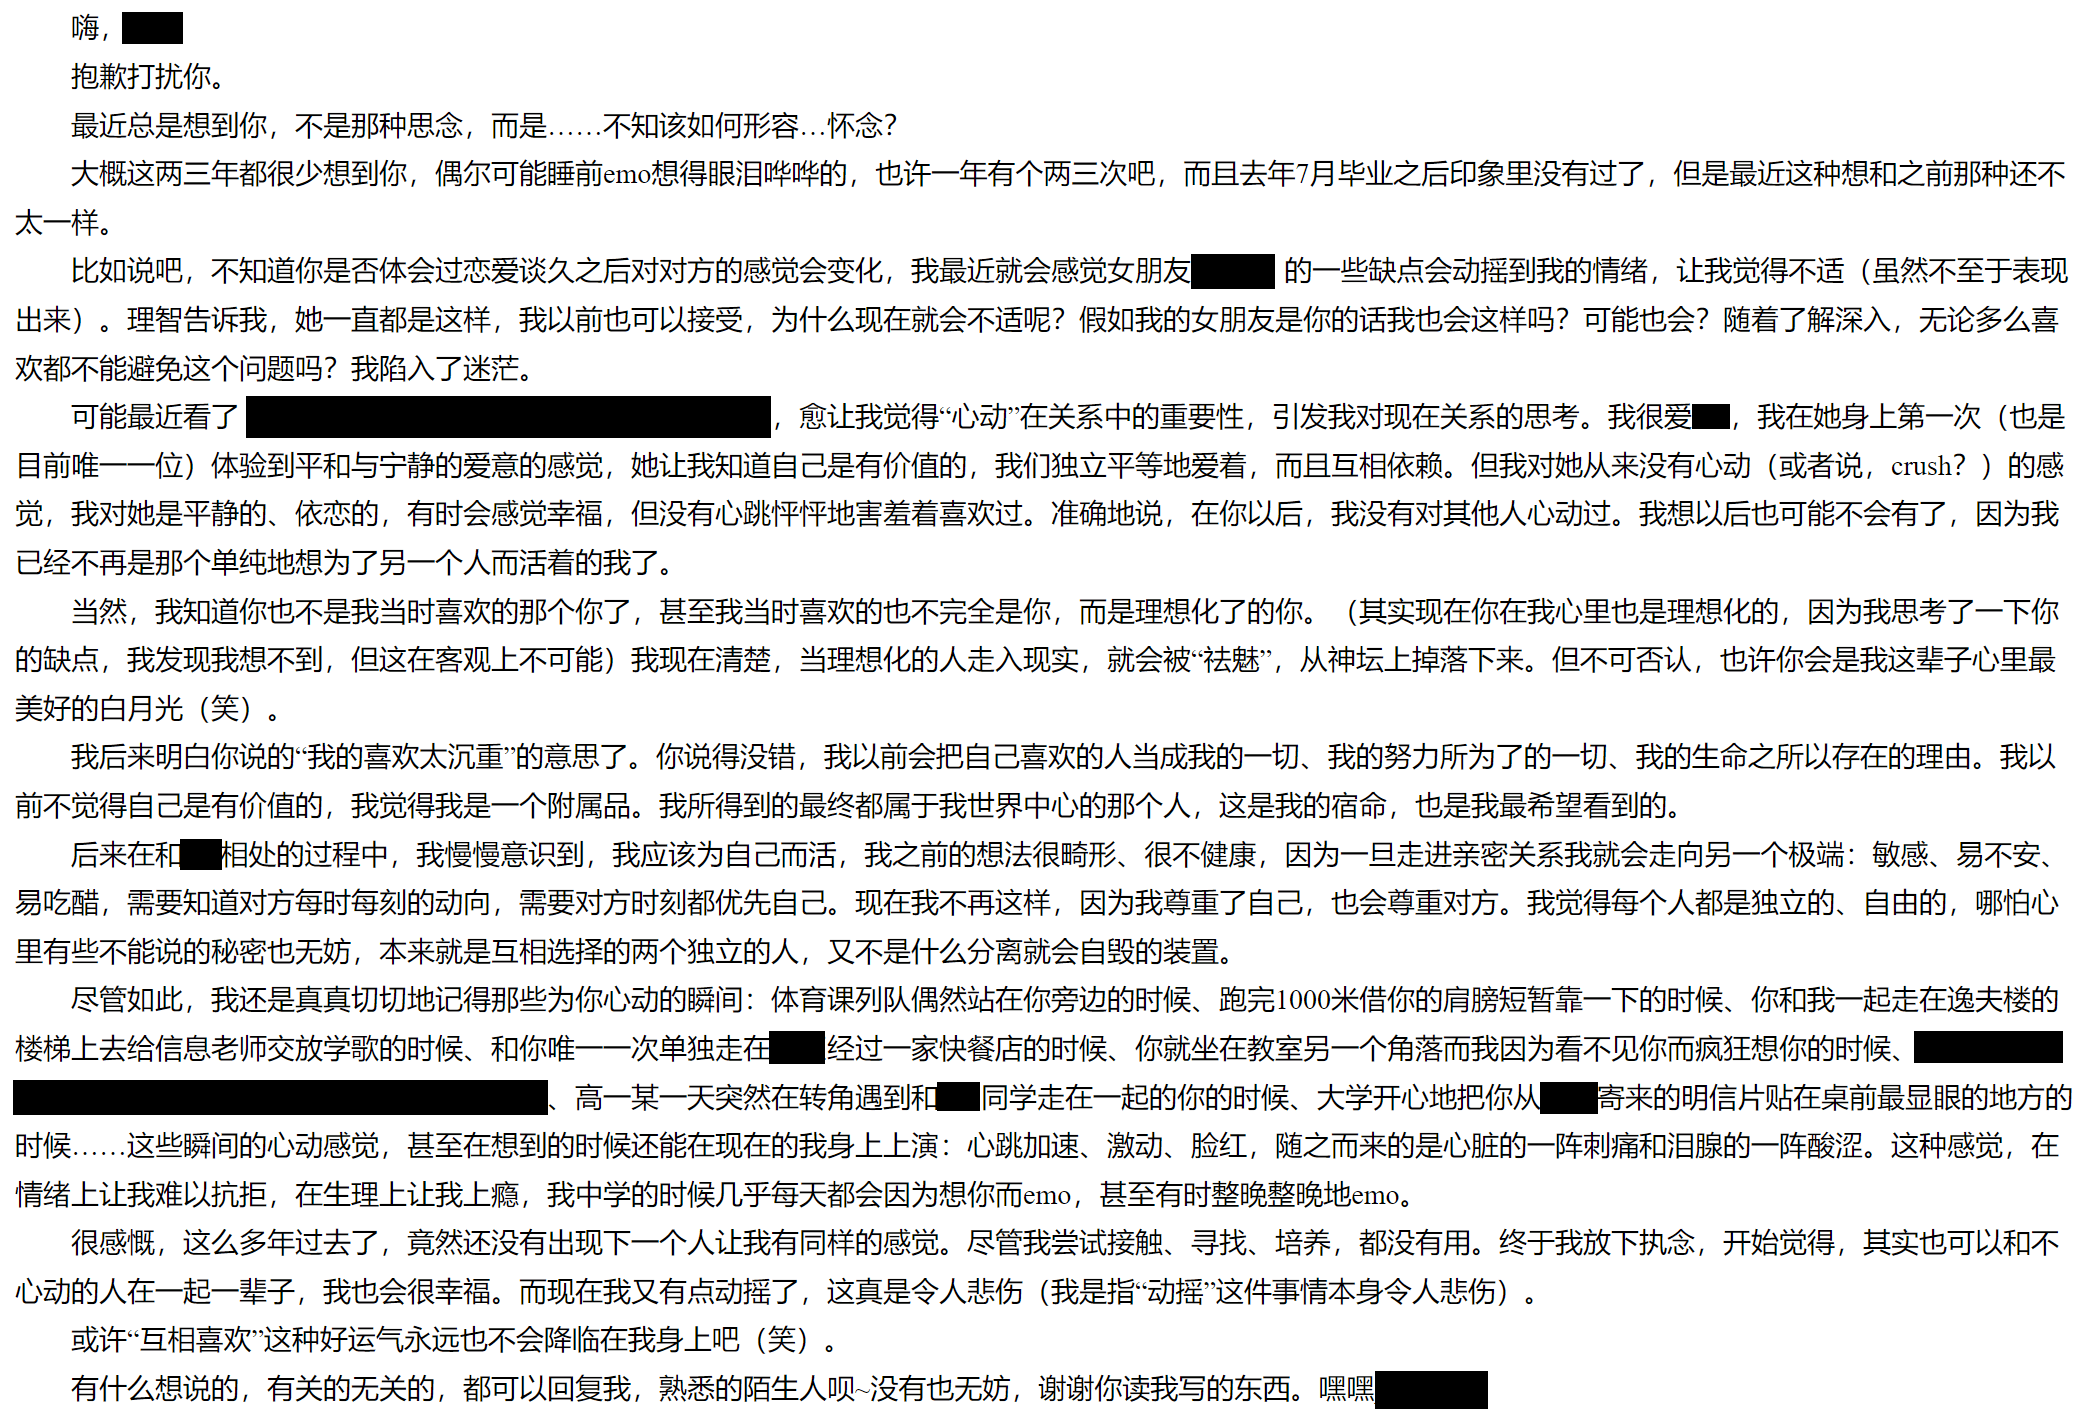 嗨，
抱歉打扰你。
最近总是想到你，不是那种思念，而是……不知该如何形容…怀念？
大概这两三年都很少想到你，偶尔可能睡前emo想得眼泪哗哗的，也许一年有个两三次吧，而且去年7月毕业之后印象里没有过了，但是最近这种想和之前那种还不
太一样。
比如说吧，不知道你是否体会过恋爱谈久之后对对方的感觉会变化，我最近就会感觉女朋友 的一些缺点会动摇到我的情绪，让我觉得不适（虽然不至于表现
出来）。理智告诉我，她一直都是这样，我以前也可以接受，为什么现在就会不适呢？假如我的女朋友是你的话我也会这样吗？可能也会？随着了解深入，无论多么喜
欢都不能避免这个问题吗？我陷入了迷茫。
可能最近看了 ，愈让我觉得“心动”在关系中的重要性，引发我对现在关系的思考。我很爱 ，我在她身上第一次（也是
目前唯一一位）体验到平和与宁静的爱意的感觉，她让我知道自己是有价值的，我们独立平等地爱着，而且互相依赖。但我对她从来没有心动（或者说，crush？）的感
觉，我对她是平静的、依恋的，有时会感觉幸福，但没有心跳怦怦地害羞着喜欢过。准确地说，在你以后，我没有对其他人心动过。我想以后也可能不会有了，因为我
已经不再是那个单纯地想为了另一个人而活着的我了。
当然，我知道你也不是我当时喜欢的那个你了，甚至我当时喜欢的也不完全是你，而是理想化了的你。（其实现在你在我心里也是理想化的，因为我思考了一下你
的缺点，我发现我想不到，但这在客观上不可能）我现在清楚，当理想化的人走入现实，就会被“祛魅”，从神坛上掉落下来。但不可否认，也许你会是我这辈子心里最
美好的白月光（笑）。
我后来明白你说的“我的喜欢太沉重”的意思了。你说得没错，我以前会把自己喜欢的人当成我的一切、我的努力所为了的一切、我的生命之所以存在的理由。我以
前不觉得自己是有价值的，我觉得我是一个附属品。我所得到的最终都属于我世界中心的那个人，这是我的宿命，也是我最希望看到的。
后来在和 相处的过程中，我慢慢意识到，我应该为自己而活，我之前的想法很畸形、很不健康，因为一旦走进亲密关系我就会走向另一个极端：敏感、易不安、
易吃醋，需要知道对方每时每刻的动向，需要对方时刻都优先自己。现在我不再这样，因为我尊重了自己，也会尊重对方。我觉得每个人都是独立的、自由的，哪怕心
里有些不能说的秘密也无妨，本来就是互相选择的两个独立的人，又不是什么分离就会自毁的装置。
尽管如此，我还是真真切切地记得那些为你心动的瞬间：体育课列队偶然站在你旁边的时候、跑完1000米借你的肩膀短暂靠一下的时候、你和我一起走在逸夫楼的
楼梯上去给信息老师交放学歌的时候、和你唯一一次单独走在 经过一家快餐店的时候、你就坐在教室另一个角落而我因为看不见你而疯狂想你的时候、
、高一某一天突然在转角遇到和 同学走在一起的你的时候、大学开心地把你从 寄来的明信片贴在桌前最显眼的地方的
时候……这些瞬间的心动感觉，甚至在想到的时候还能在现在的我身上上演：心跳加速、激动、脸红，随之而来的是心脏的一阵刺痛和泪腺的一阵酸涩。这种感觉，在
情绪上让我难以抗拒，在生理上让我上瘾，我中学的时候几乎每天都会因为想你而emo，甚至有时整晚整晚地emo。
很感慨，这么多年过去了，竟然还没有出现下一个人让我有同样的感觉。尽管我尝试接触、寻找、培养，都没有用。终于我放下执念，开始觉得，其实也可以和不
心动的人在一起一辈子，我也会很幸福。而现在我又有点动摇了，这真是令人悲伤（我是指“动摇”这件事情本身令人悲伤）。
或许“互相喜欢”这种好运气永远也不会降临在我身上吧（笑）。
有什么想说的，有关的无关的，都可以回复我，熟悉的陌生人呗~没有也无妨，谢谢你读我写的东西。嘿嘿